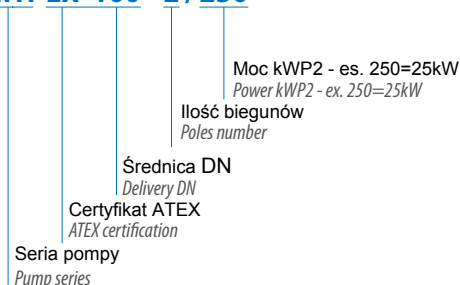 Moc kWP2 - es. 250=25kW
Power kWP2 - ex. 250=25kW
Ilość biegunów
Poles number
Średnica DN
Delivery DN
Certyfikat ATEX
ATEX certification
Seria pompy
Pump series